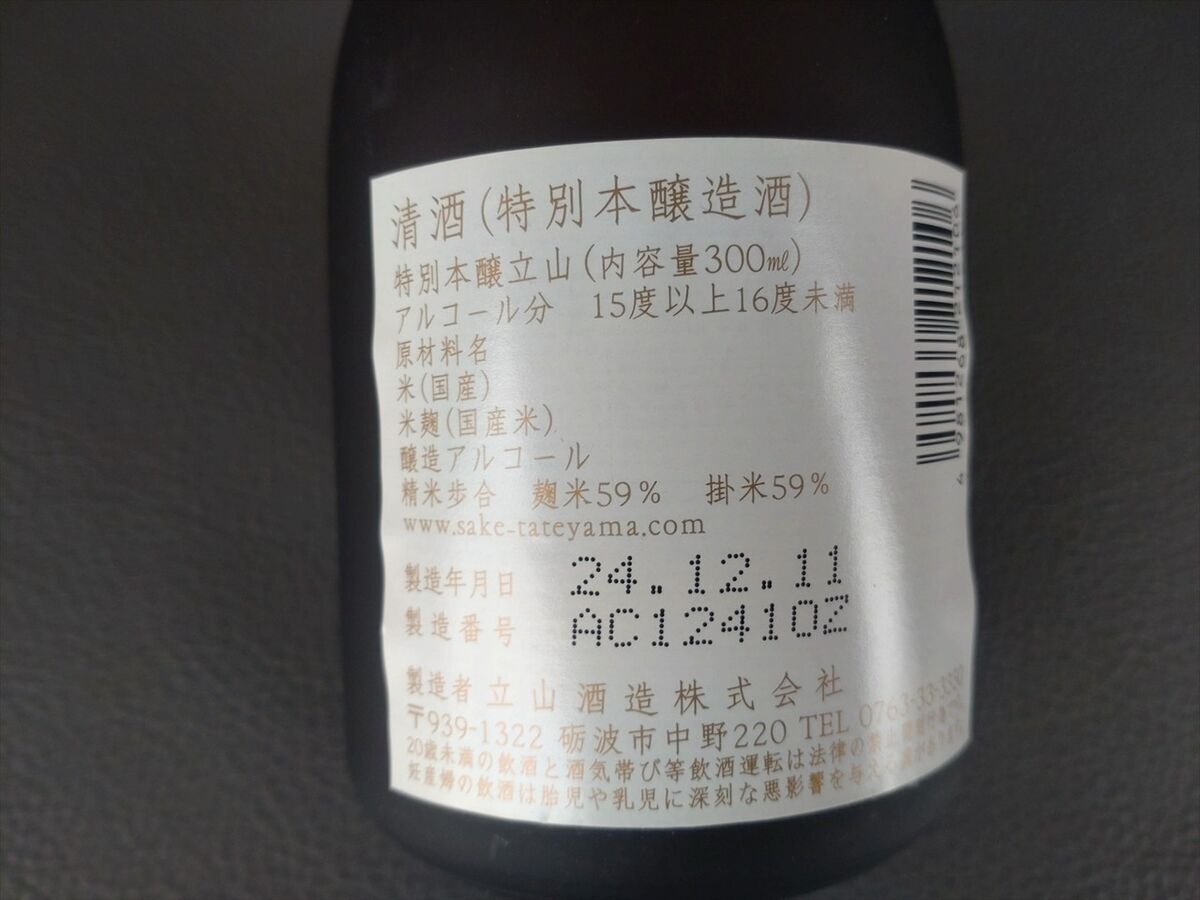 清酒(特別本醸造酒)
特別本醸立山(内容量300㎖)
アルコール分 15度以上16度未満
原材料名
米(国産)
米麹(国産米)
醸造アルコール
精米歩合 麹米59% 掛米59%
www.sake-tateyama.com
製造年月日 24.12.11
製造番号 AC12410Z
製造者 立山酒造株式会社
〒939-1322 砺波市中野220 TEL 0763-33-3330
20歳未満の飲酒と酒気帯び等飲酒運転は法律の禁止
妊産婦の飲酒は胎児や乳児に深刻な悪影響を与える